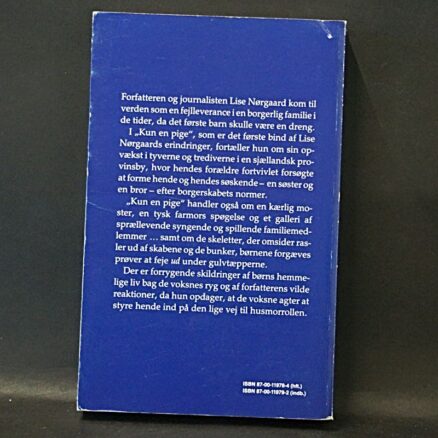 Forfatteren og journalisten Lise Nørgaard kom til
verden som en fejlleverance i en borgerlig familie i
de tider, da det første barn skulle være en dreng.
I „Kun en pige“, som er det første bind af Lise
Nørgaards erindringer, fortæller hun om sin op-
vækst i tyverne og trediverne i en sjællandsk pro-
vinsby, hvor hendes forældre fortvivlet forsøgte
at forme hende og hendes søskende – en søster og
en bror – efter borgerskabets normer.
„Kun en pige“ handler også om en kærlig mo-
ster, en tysk farmors spøgelse og et galleri af
sprællevende syngende og spillende familiemed-
lemmer ... samt om de skeletter, der omsider ras-
ler ud af skabene og de bunker, børnene forgæves
prøver at feje ud under gulvtæpperne.
Der er forrygende skildringer af børns hemme-
lige liv bag de voksnes ryg og af forfatterens vilde
reaktioner, da hun opdager, at de voksne agter at
styre hende ind på den lige vej til husmorrollen.
ISBN 87-00-11978-4 (hft.)
ISBN 87-00-11979-2 (indb.)